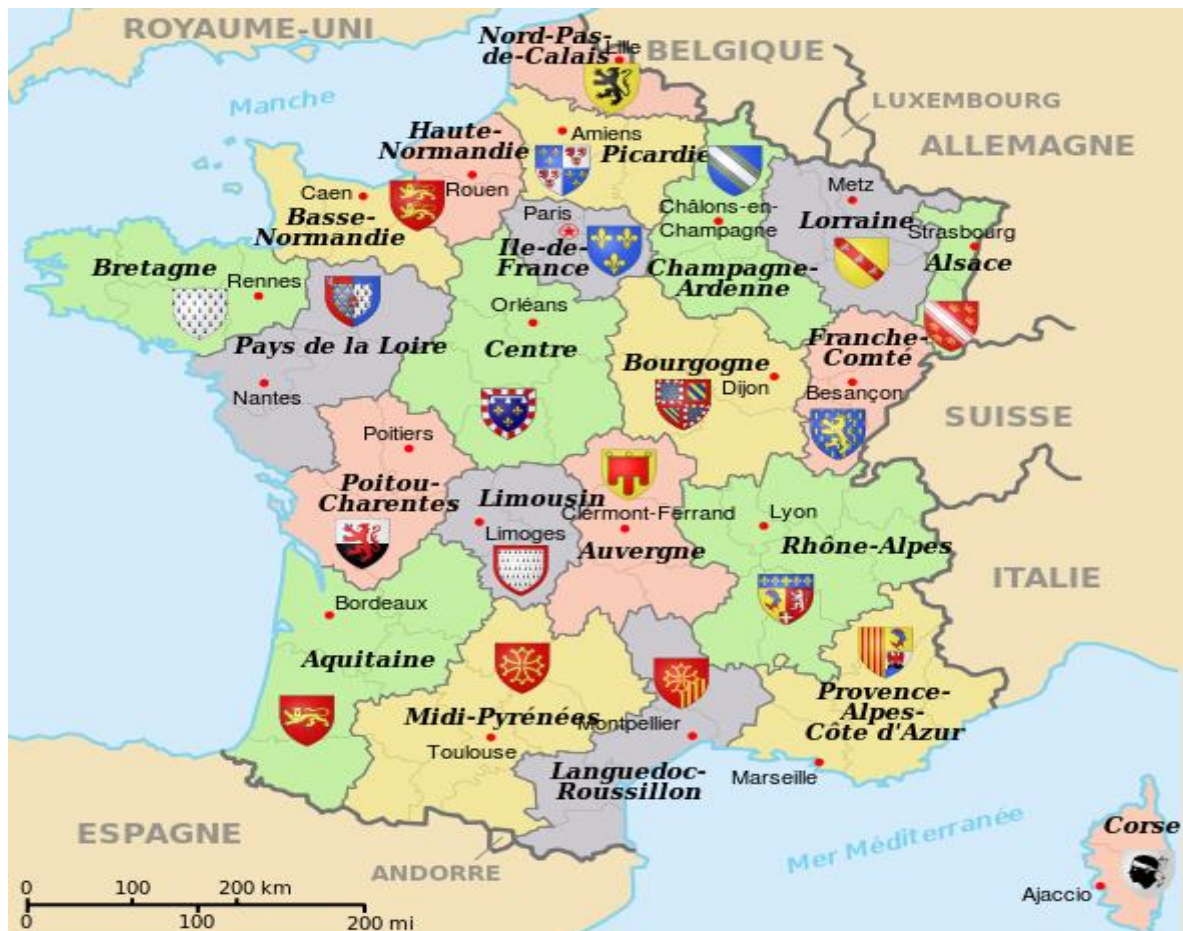 ROYAUME-UNI
Nord-Pas-
de-Calais
Lille
BELGIQUE
Manche
LUXEMBOURG
ALLEMAGNE
Haute-
Normandie
Rouen
Amiens
Picardie
Caen
Basse-
Normandie
Paris
Ile-de-
France
Châlons-en-
Champagne
Champagne-
Ardenne
Metz
Lorraine
Strasbourg
Alsace
Bretagne
Rennes
Pays de la Loire
Nantes
Orléans
Centre
Bourgogne
Dijon
Franche-
Comté
Besançon
SUISSE
Poitiers
Poitou-
Charentes
Limousin
Limoges
Clermont-Ferrand
Auvergne
Lyon
Rhône-Alpes
ITALIE
Bordeaux
Aquitaine
Midi-Pyrénées
Toulouse
Montpellier
Languedoc-
Roussillon
Provence-
Alpes-
Côte d'Azur
Marseille
ESPAGNE
ANDORRE
Mer Méditerranée
Corse
Ajaccio
0 100 200 km
0 100 200 mi